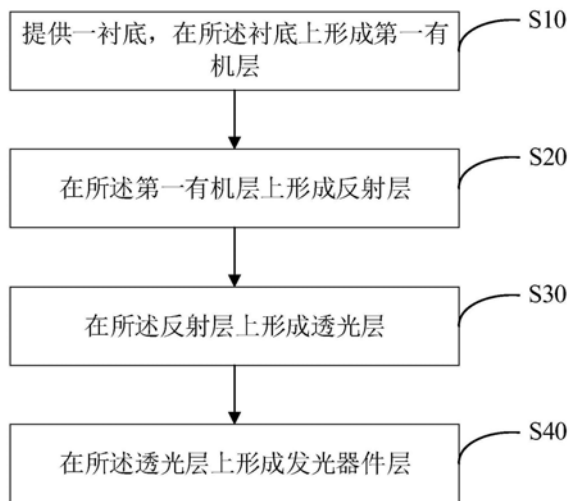 提供一衬底，在所述衬底上形成第一有
机层
S10
在所述第一有机层上形成反射层
S20
在所述反射层上形成透光层
S30
在所述透光层上形成发光器件层
S40